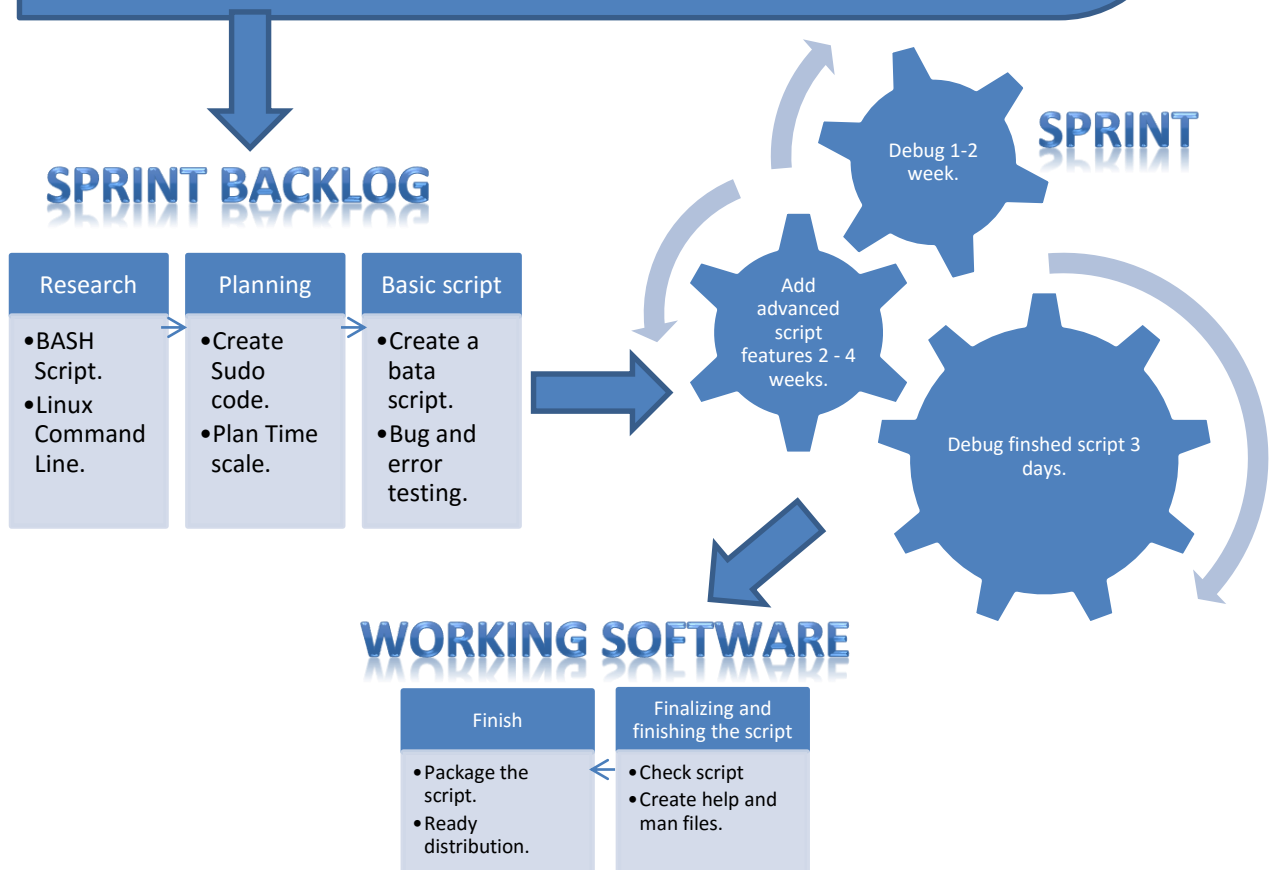 SPRINT BACKLOG
Research
•BASH
Script.
•Linux
Command
Line.
Planning
•Create
Sudo
code.
•Plan Time
scale.
Basic script
•Create a
bata
script.
•Bug and
error
testing.
SPRINT
Debug 1-2
week.
Add
advanced
script
features 2 - 4
weeks.
Debug finshed script 3
days.
WORKING SOFTWARE
Finish
•Package the
script.
•Ready
distribution.
Finalizing and
finishing the script
•Check script
•Create help and
man files.